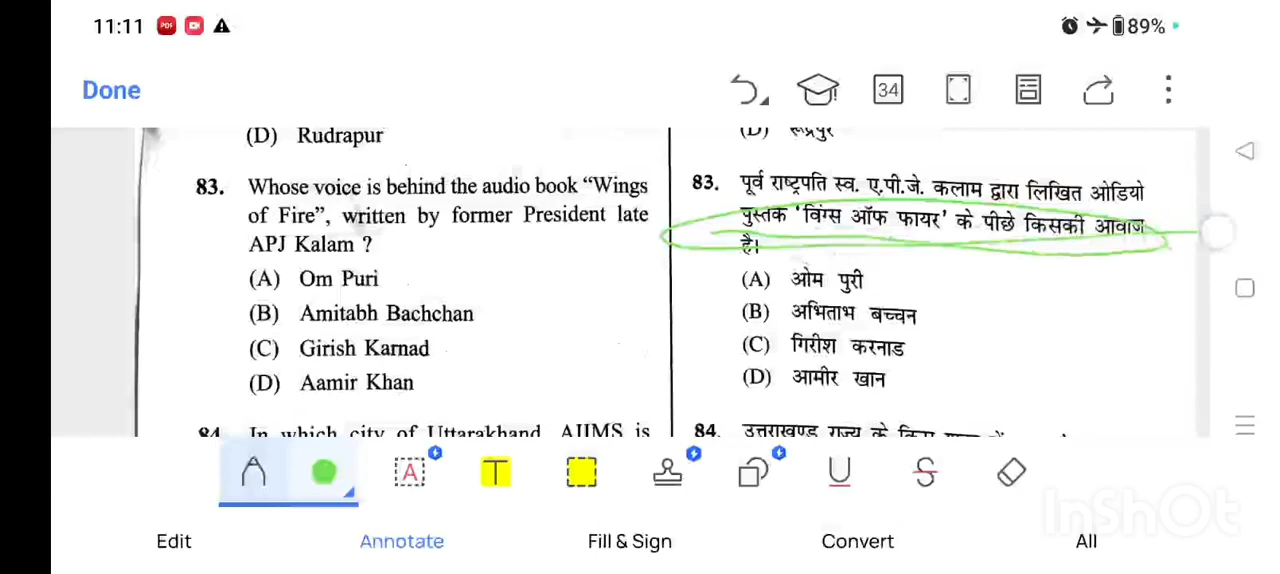 11:11
89%
Done
34
(D) Rudrapur
(D) रूद्रपुर
83. Whose voice is behind the audio book “Wings
of Fire”, written by former President late
APJ Kalam ?
(A) Om Puri
(B) Amitabh Bachchan
(C) Girish Karnad
(D) Aamir Khan
84. In which city of Uttarakhand, AIIMS is
83. पूर्व राष्ट्रपति स्व. ए.पी.जे. कलाम द्वारा लिखित ओडियो
पुस्तक ‘विंग्स ऑफ फायर’ के पीछे किसकी आवाज
है।
(A) ओम पुरी
(B) अभिताभ बच्चन
(C) गिरीश करनाड
(D) आमीर खान
84. उत्तराखण्ड राज्य के किस
A T U S
Edit Annotate Fill & Sign Convert All
InShOt